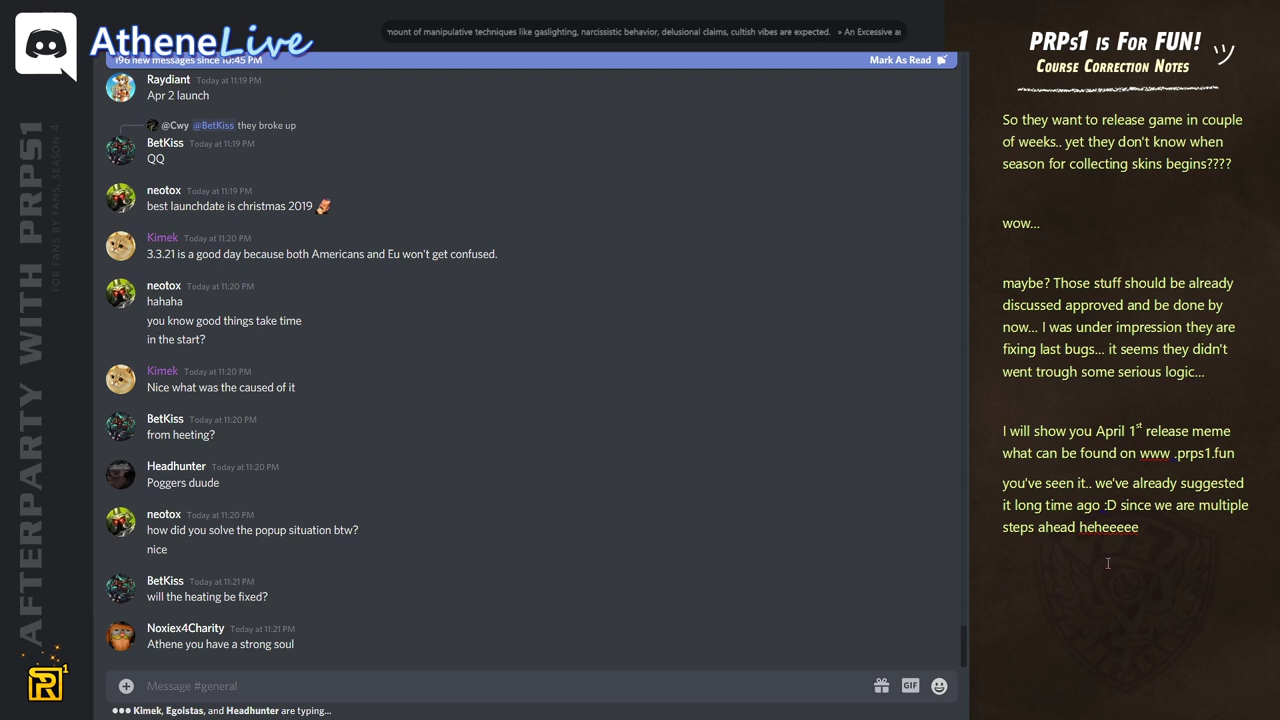 AtheneLive
mount of manipulative techniques like gaslighting, narcissistic behavior, delusional claims, cultish vibes are expected.   » An Excessive a
196 new messages since 10:45 PM
Mark As Read
Raydiant Today at 11:19 PM
Apr 2 launch
@Cwy @BetKiss they broke up
BetKiss Today at 11:19 PM
QQ
neotox Today at 11:19 PM
best launchdate is christmas 2019
Kimek Today at 11:20 PM
3.3.21 is a good day because both Americans and Eu won't get confused.
neotox Today at 11:20 PM
hahaha
you know good things take time
in the start?
Kimek Today at 11:20 PM
Nice what was the caused of it
BetKiss Today at 11:20 PM
from heeting?
Headhunter Today at 11:20 PM
Poggers duude
neotox Today at 11:20 PM
how did you solve the popup situation btw?
nice
BetKiss Today at 11:21 PM
will the heating be fixed?
Noxiex4Charity Today at 11:21 PM
Athene you have a strong soul
Message #general
GIF
Kimek, Egoistas, and Headhunter are typing...
AFTERPARTY WITH PRPS1
FOR FANS BY FANS, SEASON 4
R1
PRPs1 is For FUN! ツ
Course Correction Notes
So they want to release game in couple
of weeks.. yet they don't know when
season for collecting skins begins????
wow...
maybe? Those stuff should be already
discussed approved and be done by
now... I was under impression they are
fixing last bugs... it seems they didn't
went trough some serious logic...
I will show you April 1st release meme
what can be found on www .prps1.fun
you've seen it.. we've already suggested
it long time ago :D since we are multiple
steps ahead heheeeee